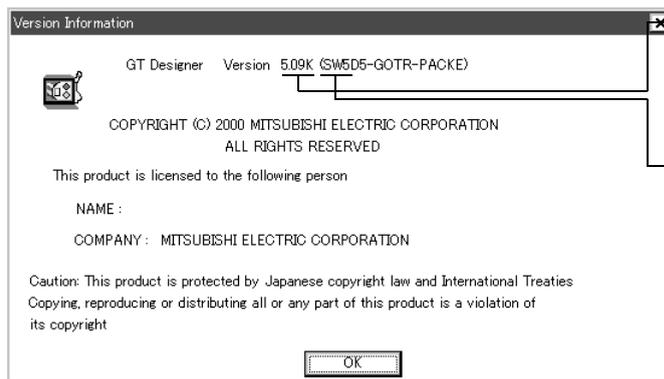 Version Information
GT Designer Version 5.09K (SW5D5-GOTR-PACKE)
COPYRIGHT (C) 2000 MITSUBISHI ELECTRIC CORPORATION
ALL RIGHTS RESERVED
This product is licensed to the following person
NAME :
COMPANY : MITSUBISHI ELECTRIC CORPORATION
Caution: This product is protected by Japanese copyright law and International Treaties
Copying, reproducing or distributing all or any part of this product is a violation of
its copyright
OK